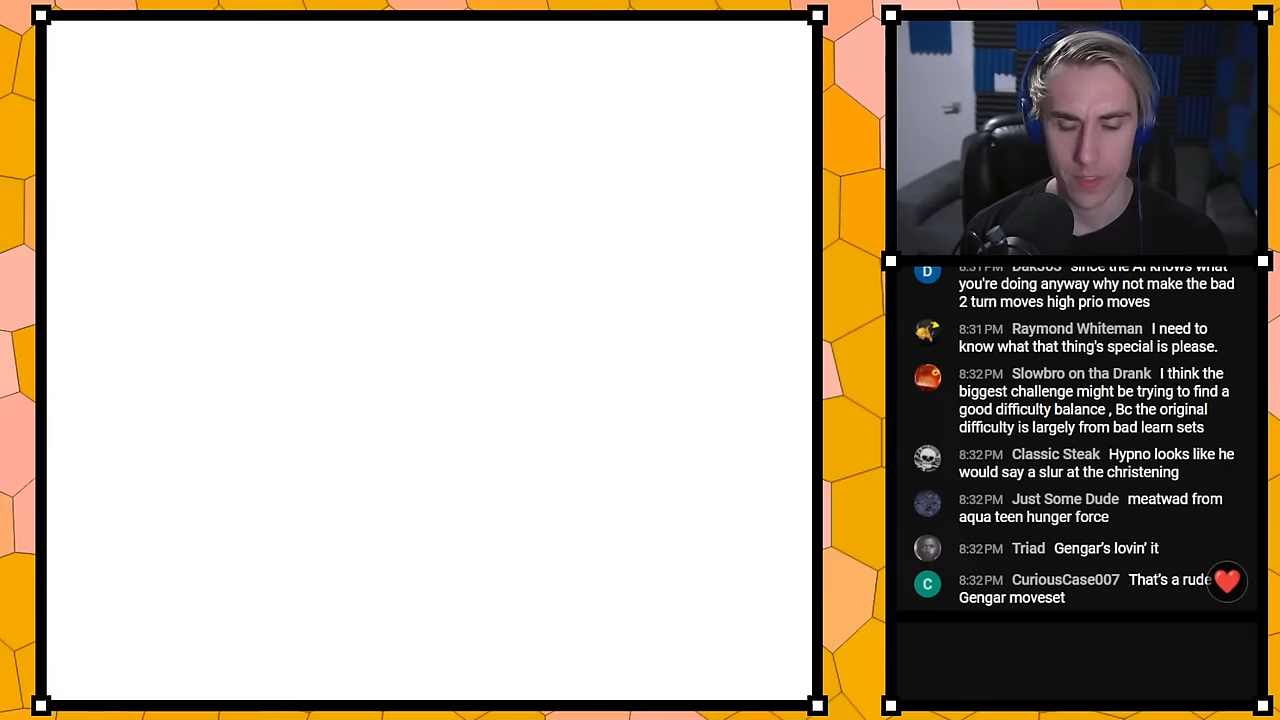 D
8:31 PM Dak305 since the AI knows what
you're doing anyway why not make the bad
2 turn moves high prio moves
8:31 PM Raymond Whiteman I need to
know what that thing's special is please.
8:32 PM Slowbro on tha Drank I think the
biggest challenge might be trying to find a
good difficulty balance , Bc the original
difficulty is largely from bad learn sets
8:32 PM Classic Steak Hypno looks like he
would say a slur at the christening
8:32 PM Just Some Dude meatwad from
aqua teen hunger force
8:32 PM Triad Gengar’s lovin’ it
C
8:32 PM CuriousCase007 That’s a rude
Gengar moveset